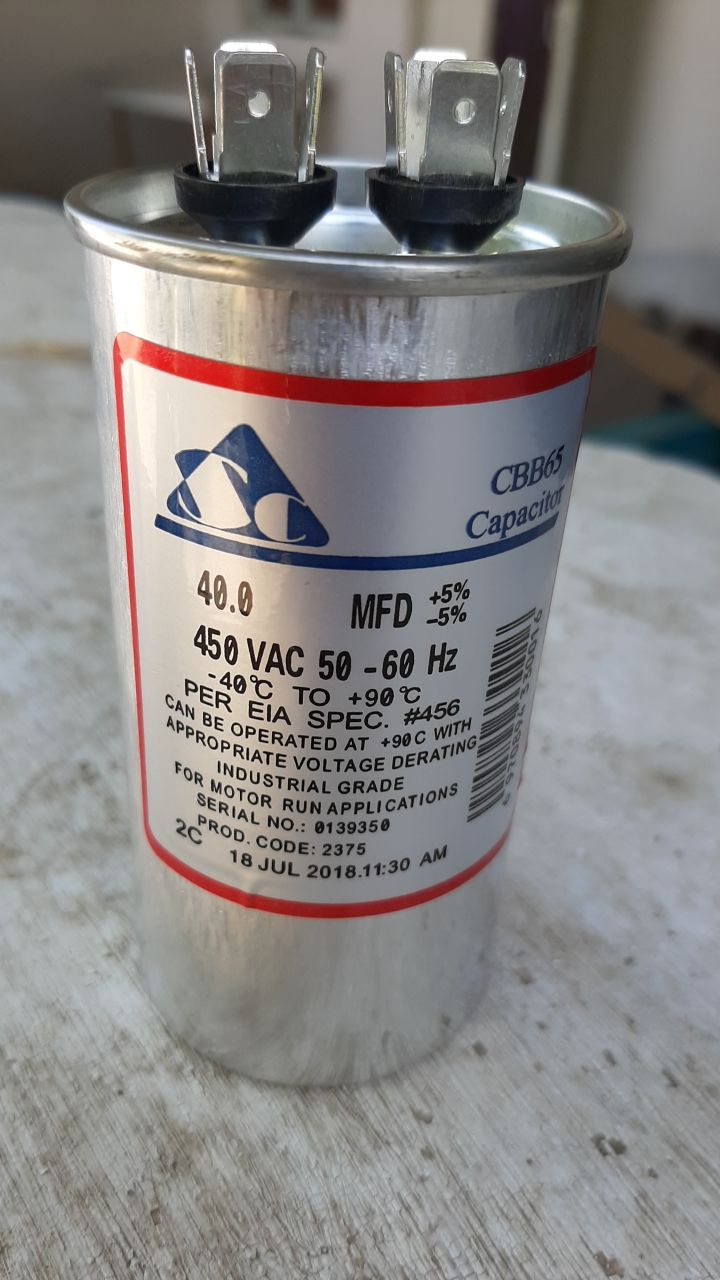 SC
CBB65
Capacitor
40.0 MFD +5%
-5%
450 VAC 50 - 60 Hz
-40°C TO +90°C
PER EIA SPEC. #456
CAN BE OPERATED AT +90C WITH
APPROPRIATE VOLTAGE DERATING
INDUSTRIAL GRADE
FOR MOTOR RUN APPLICATIONS
SERIAL NO.: 0139350
PROD. CODE: 2375
2C 18 JUL 2018.11:30 AM